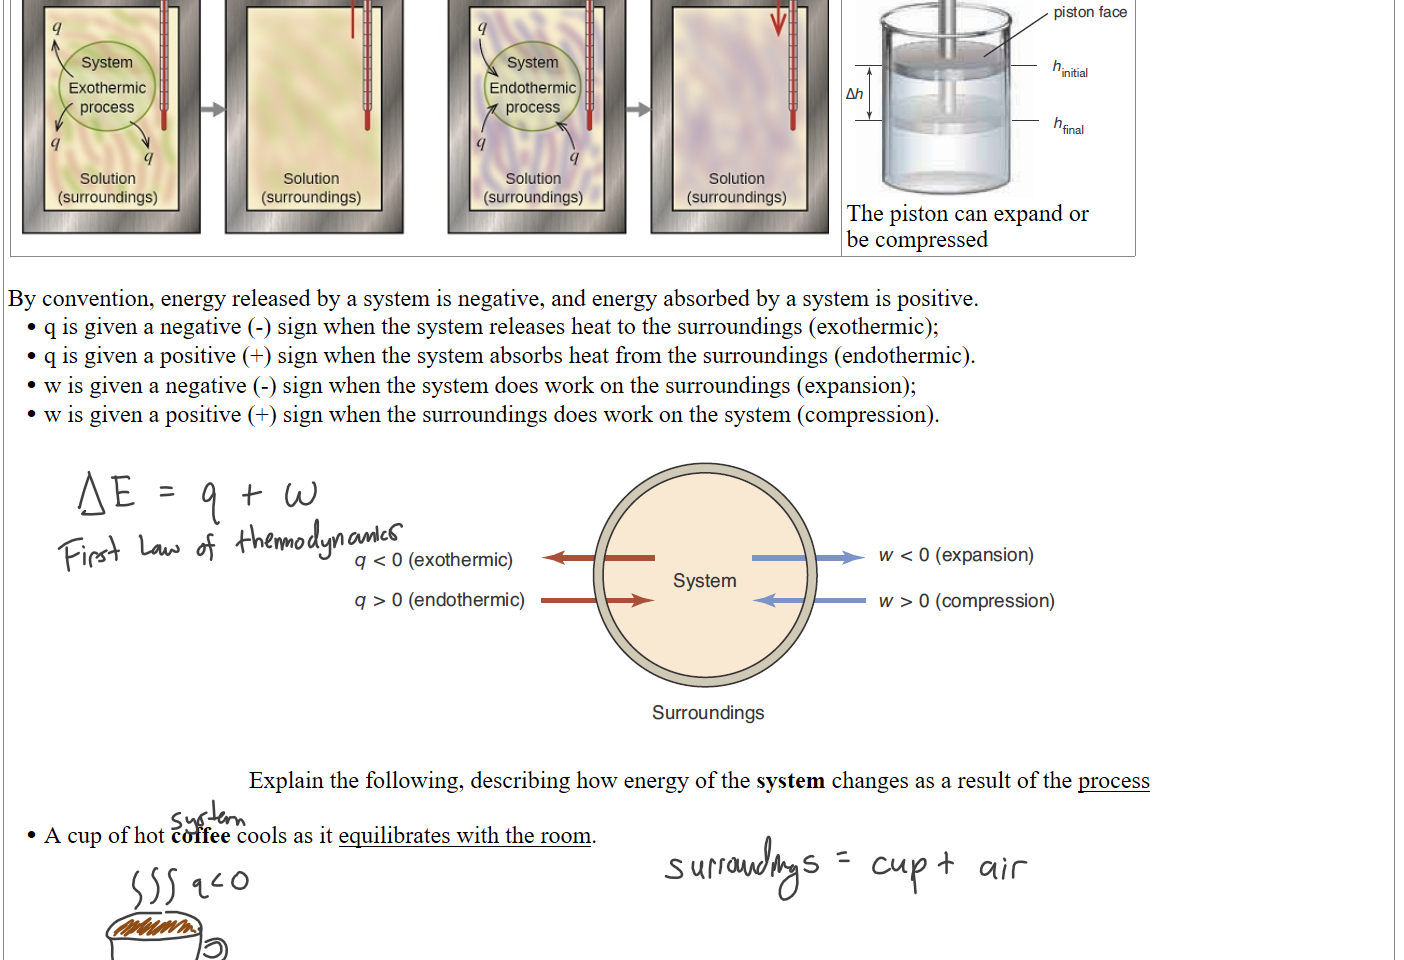 q
System
Exothermic
process
q
q
Solution
(surroundings)
Solution
(surroundings)
q
System
Endothermic
process
q
q
Solution
(surroundings)
Solution
(surroundings)
piston face
h initial
Δh
h final
The piston can expand or
be compressed
By convention, energy released by a system is negative, and energy absorbed by a system is positive.
• q is given a negative (-) sign when the system releases heat to the surroundings (exothermic);
• q is given a positive (+) sign when the system absorbs heat from the surroundings (endothermic).
• w is given a negative (-) sign when the system does work on the surroundings (expansion);
• w is given a positive (+) sign when the surroundings does work on the system (compression).
ΔE = q + w
First Law of themodynamics
q < 0 (exothermic)
q > 0 (endothermic)
System
w < 0 (expansion)
w > 0 (compression)
Surroundings
Explain the following, describing how energy of the system changes as a result of the process
system
• A cup of hot coffee cools as it equilibrates with the room.
surroundings = cup + air
q < 0